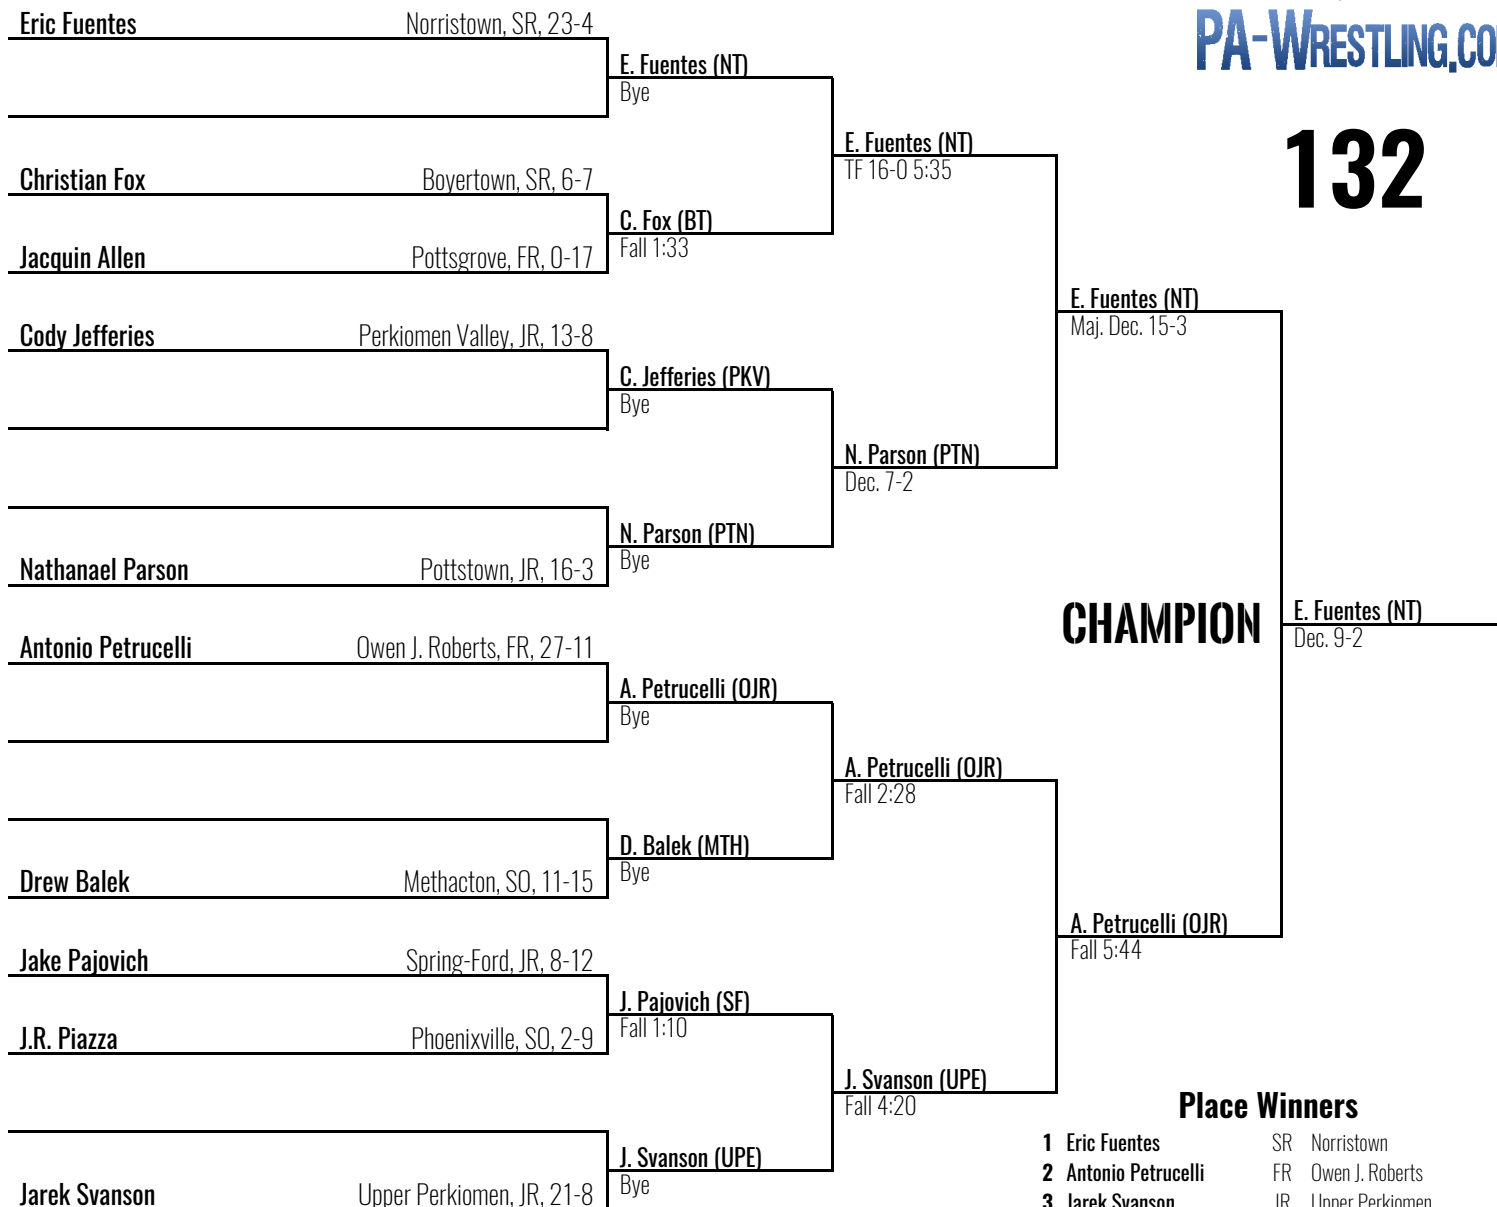 PA-WRESTLING.CO
132
Eric Fuentes Norristown, SR, 23-4
E. Fuentes (NT)
Bye
E. Fuentes (NT)
TF 16-0 5:35
Christian Fox Boyertown, SR, 6-7
C. Fox (BT)
Fall 1:33
Jacquin Allen Pottsgrove, FR, 0-17
E. Fuentes (NT)
Maj. Dec. 15-3
Cody Jefferies Perkiomen Valley, JR, 13-8
C. Jefferies (PKV)
Bye
N. Parson (PTN)
Dec. 7-2
N. Parson (PTN)
Bye
Nathanael Parson Pottstown, JR, 16-3
CHAMPION
E. Fuentes (NT)
Dec. 9-2
Antonio Petrucelli Owen J. Roberts, FR, 27-11
A. Petrucelli (OJR)
Bye
A. Petrucelli (OJR)
Fall 2:28
D. Balek (MTH)
Bye
Drew Balek Methacton, SO, 11-15
A. Petrucelli (OJR)
Fall 5:44
Jake Pajovich Spring-Ford, JR, 8-12
J. Pajovich (SF)
Fall 1:10
J.R. Piazza Phoenixville, SO, 2-9
J. Svanson (UPE)
Fall 4:20
J. Svanson (UPE)
Bye
Jarek Svanson Upper Perkiomen, JR, 21-8
Place Winners
1 Eric Fuentes SR Norristown
2 Antonio Petrucelli FR Owen J. Roberts
3 Jarek Svanson JR Upper Perkiomen